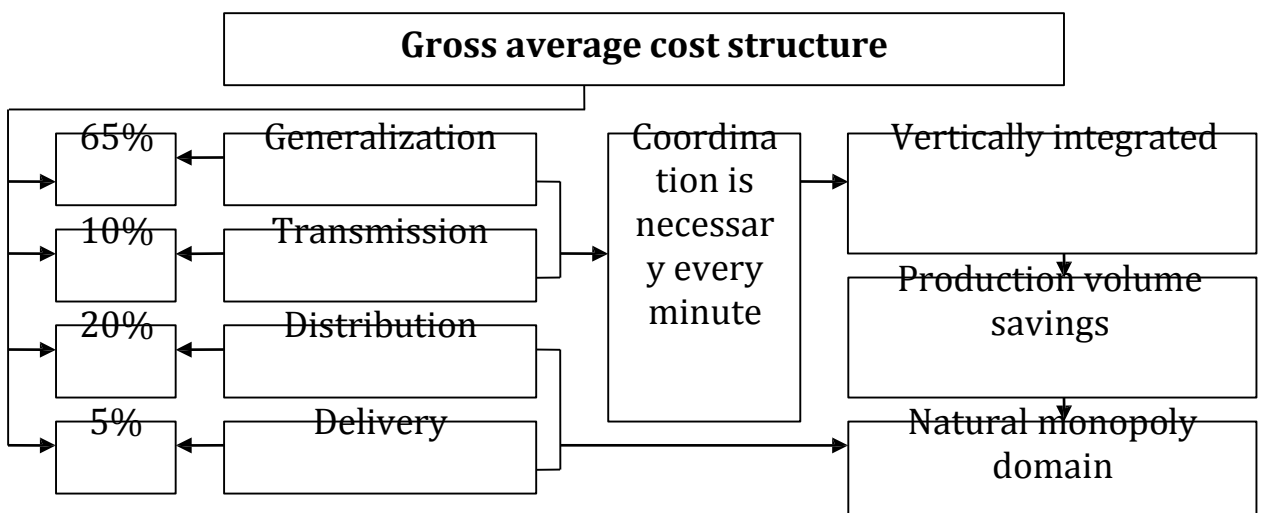 Gross average cost structure
65%
Generalization
10%
Transmission
20%
Distribution
5%
Delivery
Coordina
tion is
necessar
y every
minute
Vertically integrated
Production volume
savings
Natural monopoly
domain